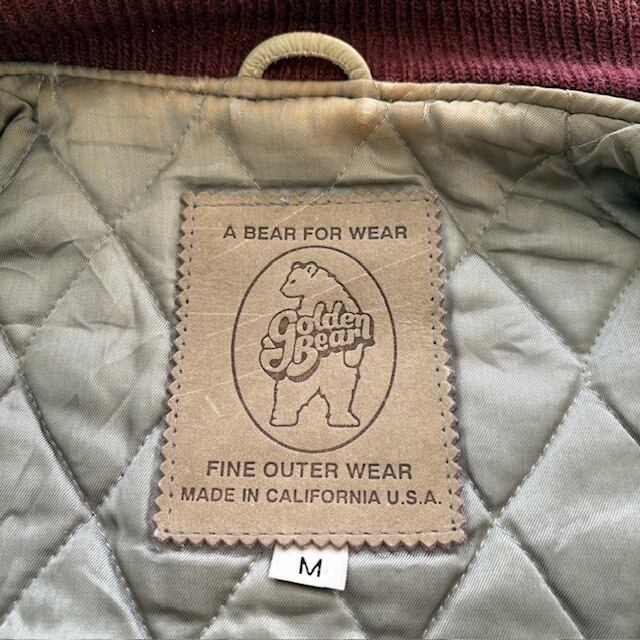 A BEAR FOR WEAR
Golden
Bear
FINE OUTER WEAR
MADE IN CALIFORNIA U.S.A.
M